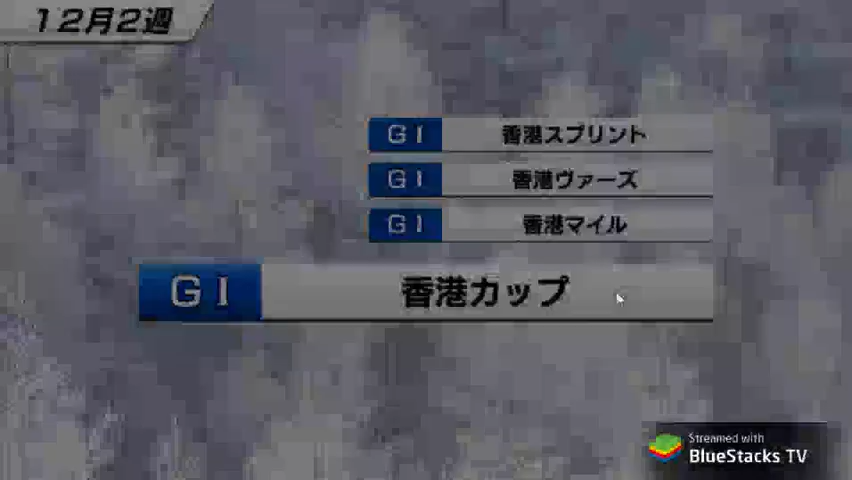 12月2週
GI 香港スプリント
GI 香港ヴァーズ
GI 香港マイル
GI 香港カップ
Streamed with
BlueStacks TV